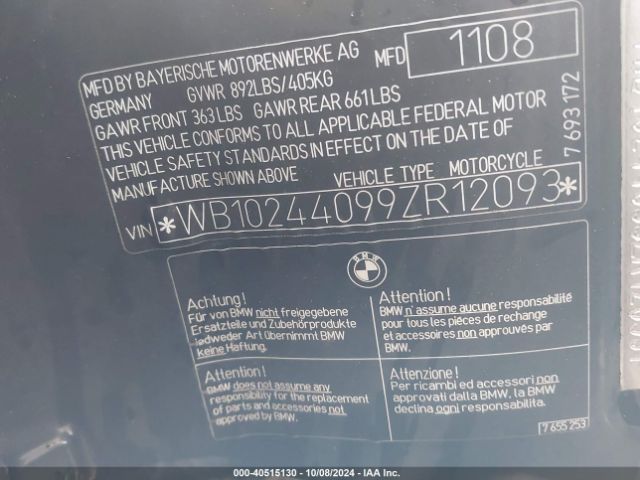 MFD BY BAYERISCHE MOTORENWERKE AG
GERMANY GVWR 892LBS/405KG
MFD 1108
GAWR FRONT 363LBS GAWR REAR 661LBS
THIS VEHICLE CONFORMS TO ALL APPLICABLE FEDERAL MOTOR
VEHICLE SAFETY STANDARDS IN EFFECT ON THE DATE OF
MANUFACTURE SHOWN ABOVE VEHICLE TYPE MOTORCYCLE
7 693 172
VIN *WB10244099ZR12093*
BMW
Achtung!
Für von BMW nicht freigegebene
Ersatzteile und Zubehörprodukte
jedweder Art übernimmt BMW
keine Haftung.
Attention!
BMW n'assume aucune responsabilité
pour tous les pièces de rechange
et accessoires non approuvés par
BMW.
Attention!
BMW does not assume any
responsibility for the replacement
of parts and accessories not
approved by BMW.
Attenzione!
Per ricambi ed accessori non
approvati dalla BMW, la BMW
declina ogni responsabilità.
7 655 253
000-40515130 - 10/08/2024 - IAA Inc.